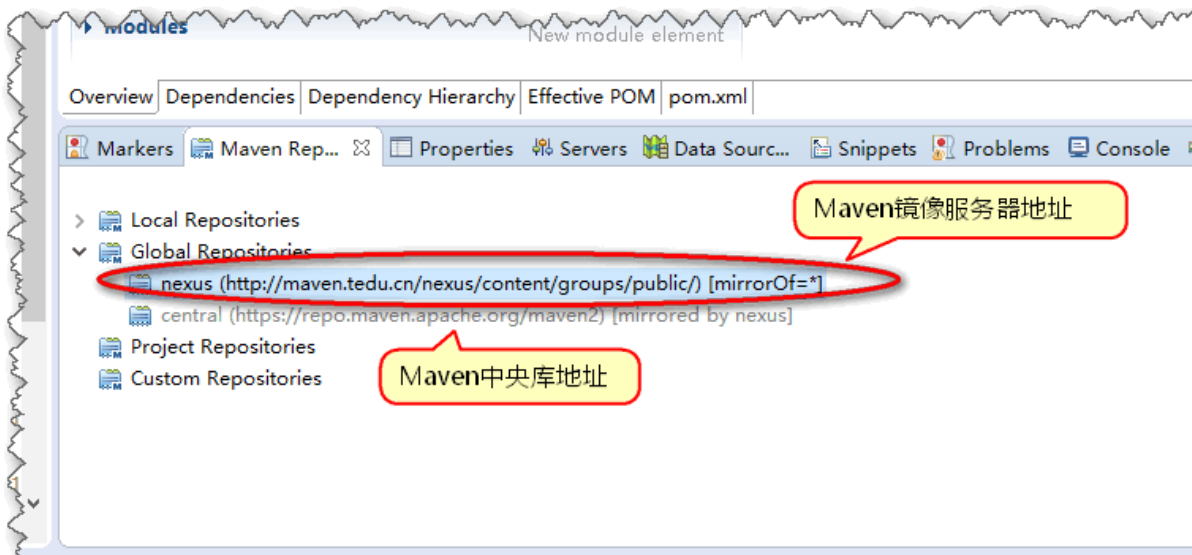 Modules
New module element
Overview Dependencies Dependency Hierarchy Effective POM pom.xml
Markers Maven Rep... Properties Servers Data Sourc... Snippets Problems Console
Maven镜像服务器地址
Local Repositories
Global Repositories
nexus (http://maven.tedu.cn/nexus/content/groups/public/) [mirrorOf=*]
central (https://repo.maven.apache.org/maven2) [mirrored by nexus]
Project Repositories
Maven中央库地址
Custom Repositories